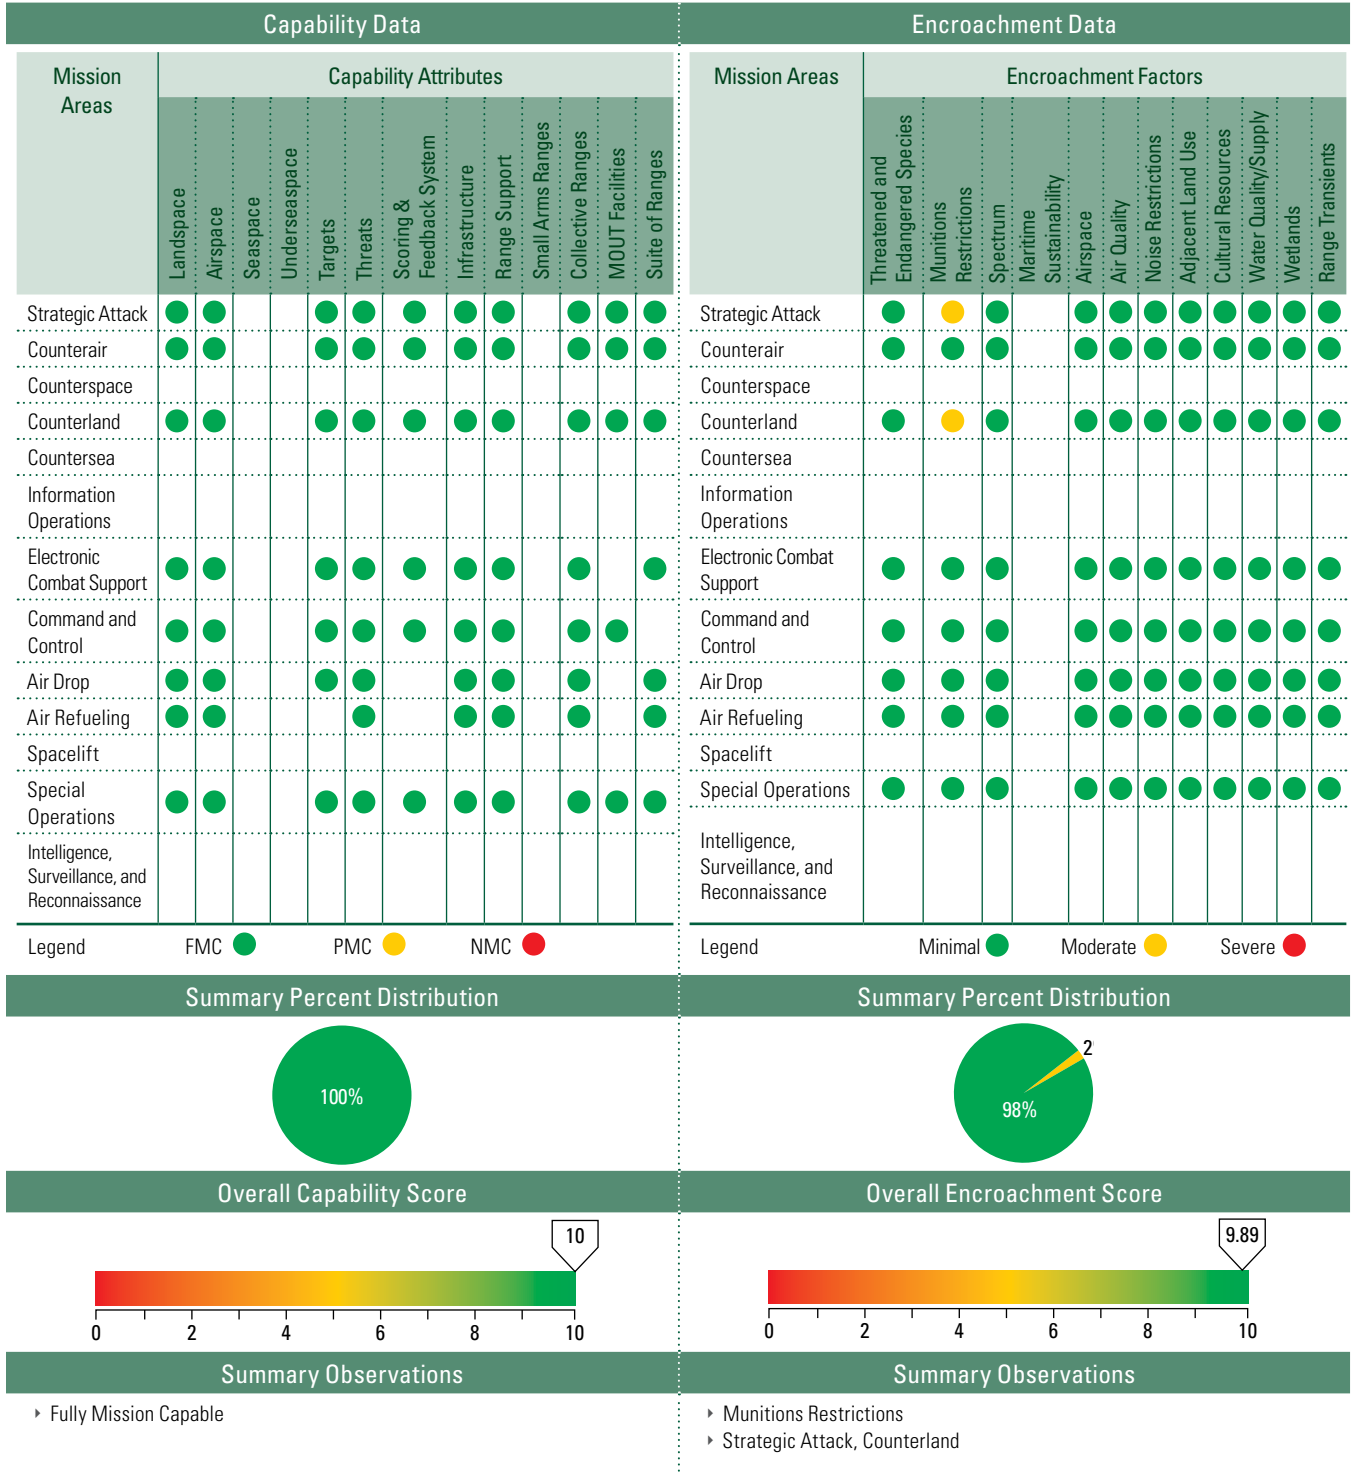 Capability Data
Mission
Areas
Capability Attributes
Landspace
Airspace
Seaspace
Underseaspace
Targets
Threats
Scoring &
Feedback System
Infrastructure
Range Support
Small Arms Ranges
Collective Ranges
MOUT Facilities
Suite of Ranges
Strategic Attack
Counterair
Counterspace
Counterland
Countersea
Information
Operations
Electronic
Combat Support
Command and
Control
Air Drop
Air Refueling
Spacelift
Special
Operations
Intelligence,
Surveillance, and
Reconnaissance
Legend FMC PMC NMC
Summary Percent Distribution
100%
Overall Capability Score
10
0 2 4 6 8 10
Summary Observations
‣ Fully Mission Capable
Encroachment Data
Mission Areas
Encroachment Factors
Threatened and
Endangered Species
Munitions
Restrictions
Spectrum
Maritime
Sustainability
Airspace
Air Quality
Noise Restrictions
Adjacent Land Use
Cultural Resources
Water Quality/Supply
Wetlands
Range Transients
Strategic Attack
Counterair
Counterspace
Counterland
Countersea
Information
Operations
Electronic Combat
Support
Command and
Control
Air Drop
Air Refueling
Spacelift
Special Operations
Intelligence,
Surveillance, and
Reconnaissance
Legend Minimal Moderate Severe
Summary Percent Distribution
2
98%
Overall Encroachment Score
9.89
0 2 4 6 8 10
Summary Observations
‣ Munitions Restrictions
‣ Strategic Attack, Counterland